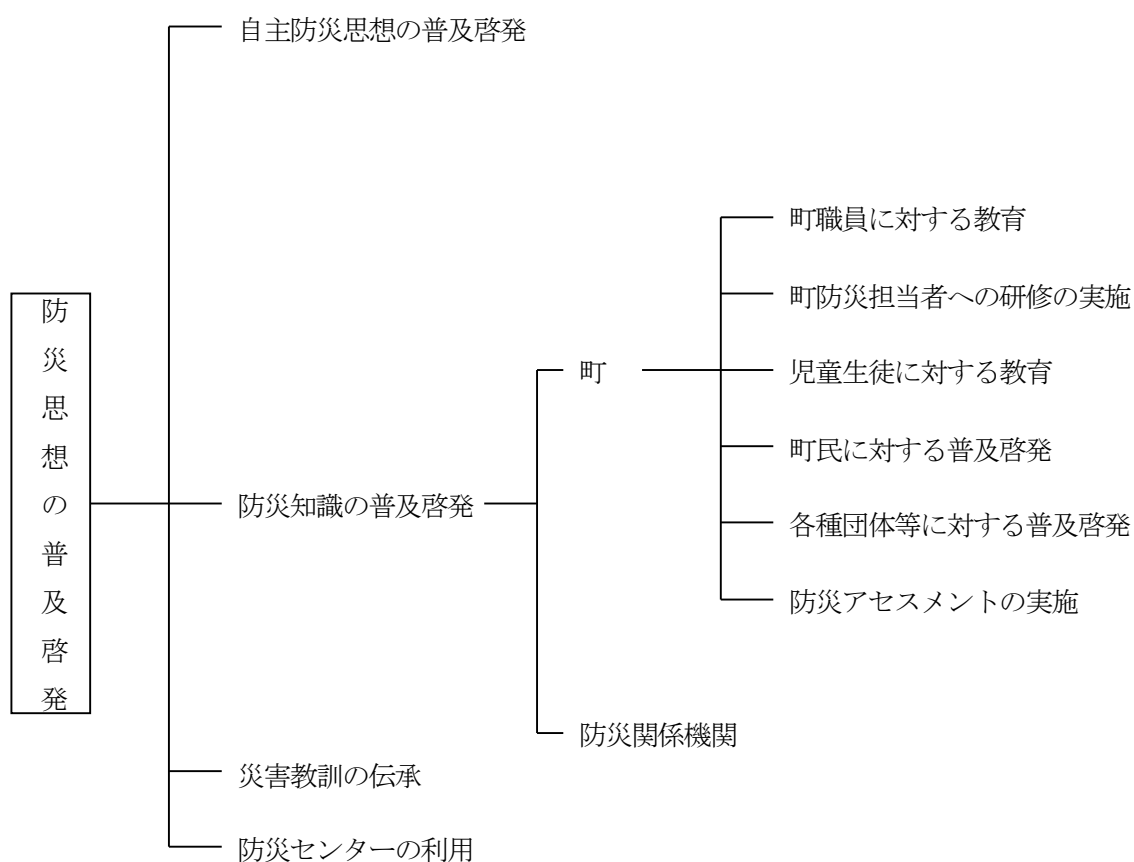 防災思想の普及啓発
自主防災思想の普及啓発
防災知識の普及啓発
町
町職員に対する教育
町防災担当者への研修の実施
児童生徒に対する教育
町民に対する普及啓発
各種団体等に対する普及啓発
防災アセスメントの実施
防災関係機関
災害教訓の伝承
防災センターの利用